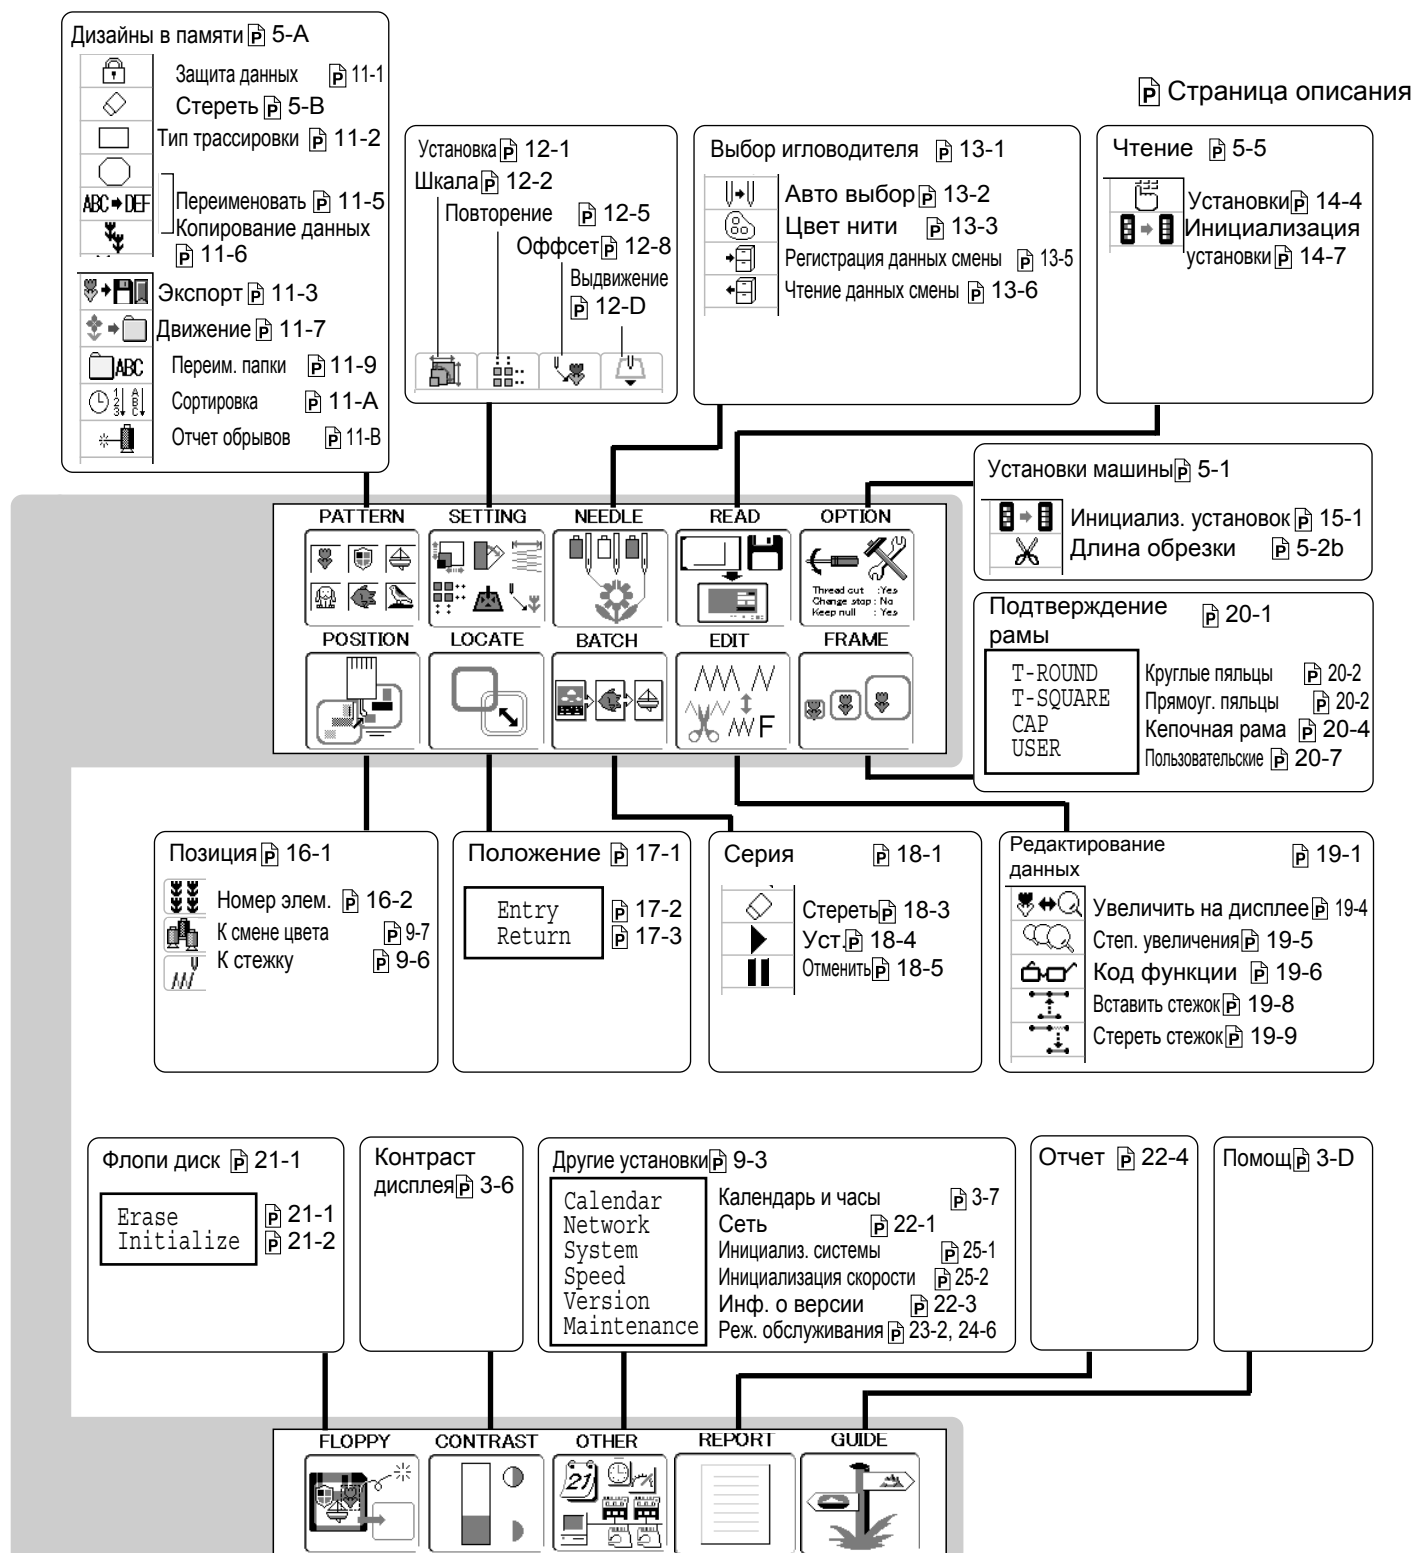 Дизайны в памяти P 5-A
Защита данных P 11-1
Стереть P 5-B
Тип трассировки P 11-2
ABC DEF
Переименовать P 11-5
Копирование данных
P 11-6
Экспорт P 11-3
Движение P 11-7
ABC Переим. папки P 11-9
Сортировка P 11-A
Отчет обрывов P 11-B
P Страница описания
Установка P 12-1
Шкала P 12-2
Повторение P 12-5
Оффсет P 12-8
Выдвижение
P 12-D
Выбор игловодителя P 13-1
Авто выбор P 13-2
Цвет нити P 13-3
Регистрация данных смены P 13-5
Чтение данных смены P 13-6
Чтение P 5-5
Установки P 14-4
Инициализация
установки P 14-7
Установки машины P 5-1
Инициализ. установок P 15-1
Длина обрезки P 5-2b
PATTERN SETTING NEEDLE READ OPTION
Thread cut :Yes
Change stop : No
Keep null : Yes
POSITION LOCATE BATCH EDIT FRAME
F
Подтверждение
рамы P 20-1
T-ROUND Круглые пяльцы P 20-2
T-SQUARE Прямоуг. пяльцы P 20-2
CAP Кепочная рама P 20-4
USER Пользовательские P 20-7
Позиция P 16-1
Номер элем. P 16-2
К смене цвета P 9-7
К стежку P 9-6
Положение P 17-1
Entry P 17-2
Return P 17-3
Серия P 18-1
Стереть P 18-3
Уст. P 18-4
Отменить P 18-5
Редактирование
данных P 19-1
Увеличить на дисплее P 19-4
Степ. увеличения P 19-5
Код функции P 19-6
Вставить стежок P 19-8
Стереть стежок P 19-9
Флопи диск P 21-1
Erase P 21-1
Initialize P 21-2
Контраст
дисплея P 3-6
Другие установки P 9-3
Calendar Календарь и часы P 3-7
Network Сеть P 22-1
System Инициализ. системы P 25-1
Speed Инициализация скорости P 25-2
Version Инф. о версии P 22-3
Maintenance Реж. обслуживания P 23-2, 24-6
Отчет P 22-4
Помощ P 3-D
FLOPPY CONTRAST OTHER REPORT GUIDE
21